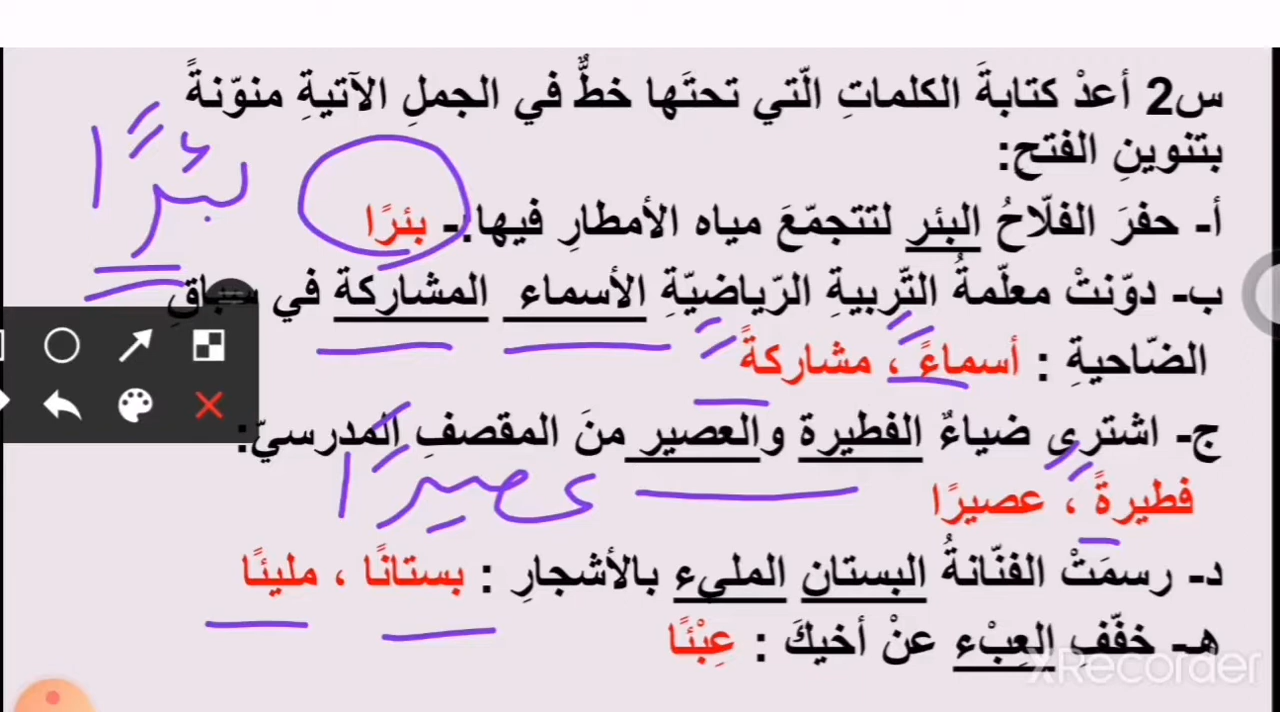 س2 أعدْ كتابةَ الكلماتِ الّتي تحتَها خطٌّ في الجملِ الآتيةِ منوّنةً
بتنوينِ الفتحِ:
بئرًا
أ- حفرَ الفلّاحُ البئر لتتجمّعَ مياه الأمطارِ فيها:- بئرًا
ب- دوّنتْ معلّمةُ التّربيةِ الرّياضيّةِ الأسماء المشاركة في سباقِ
الضّاحيةِ : أسماءً ، مشاركةً
ج- اشترى ضياءٌ الفطيرة والعصير منَ المقصفِ المدرسيّ:
عصيرًا
فطيرةً ، عصيرًا
د- رسمَتْ الفنّانةُ البستان المليء بالأشجارِ : بستانًا ، مليئًا
هـ- خفّفِ العِبْء عنْ أخيكَ : عِبْئًا
XRecorder